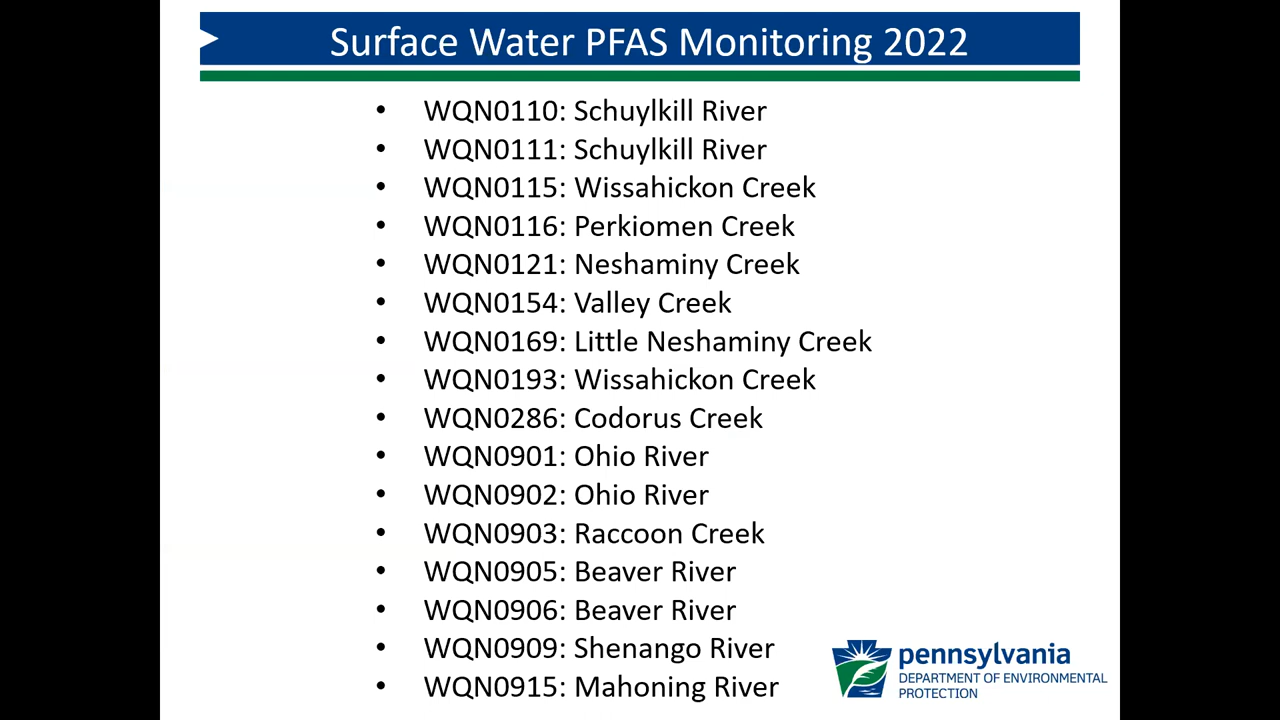 Surface Water PFAS Monitoring 2022
• WQN0110: Schuylkill River
• WQN0111: Schuylkill River
• WQN0115: Wissahickon Creek
• WQN0116: Perkiomen Creek
• WQN0121: Neshaminy Creek
• WQN0154: Valley Creek
• WQN0169: Little Neshaminy Creek
• WQN0193: Wissahickon Creek
• WQN0286: Codorus Creek
• WQN0901: Ohio River
• WQN0902: Ohio River
• WQN0903: Raccoon Creek
• WQN0905: Beaver River
• WQN0906: Beaver River
• WQN0909: Shenango River
• WQN0915: Mahoning River
pennsylvania
DEPARTMENT OF ENVIRONMENTAL
PROTECTION